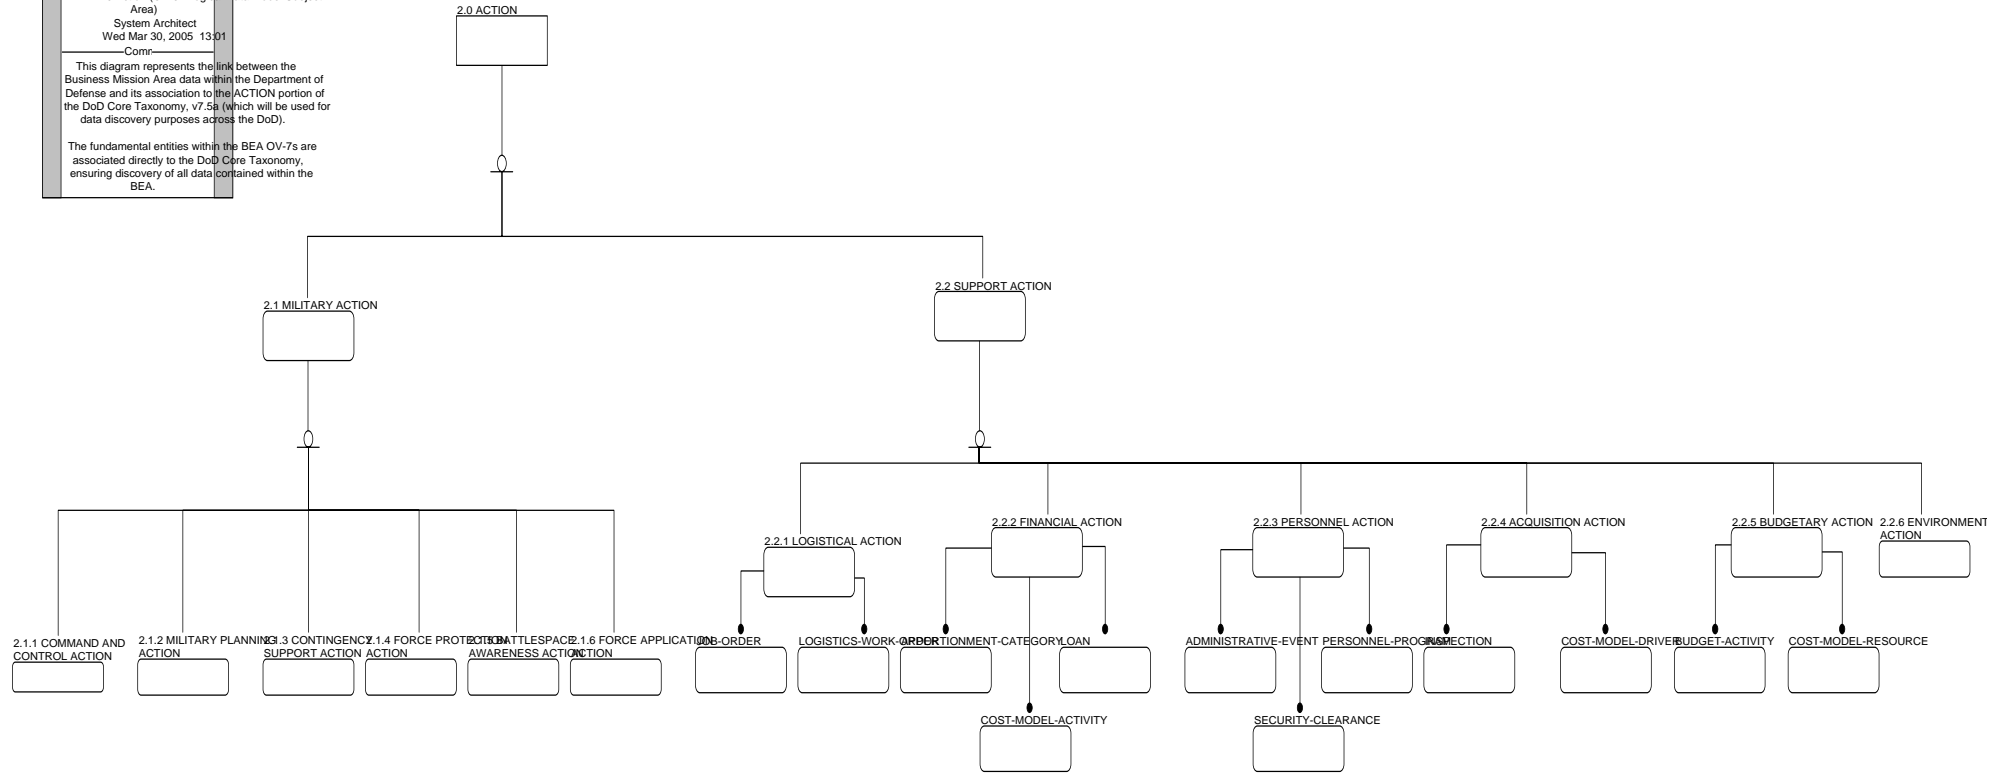 Area)
System Architect
Wed Mar 30, 2005 13:01
Comr
This diagram represents the link between the
Business Mission Area data within the Department of
Defense and its association to the ACTION portion of
the DoD Core Taxonomy, v7.5a (which will be used for
data discovery purposes across the DoD).
The fundamental entities within the BEA OV-7s are
associated directly to the DoD Core Taxonomy,
ensuring discovery of all data contained within the
BEA.
2.0 ACTION
2.1 MILITARY ACTION
2.2 SUPPORT ACTION
2.1.1 COMMAND AND
CONTROL ACTION
2.1.2 MILITARY PLANNING
ACTION
2.1.3 CONTINGENCY
SUPPORT ACTION
2.1.4 FORCE PROTECTION
ACTION
2.1.5 BATTLESPACE
AWARENESS ACTION
2.1.6 FORCE APPLICATION
ACTION
2.2.1 LOGISTICAL ACTION
2.2.2 FINANCIAL ACTION
2.2.3 PERSONNEL ACTION
2.2.4 ACQUISITION ACTION
2.2.5 BUDGETARY ACTION
2.2.6 ENVIRONMENT
ACTION
JOB-ORDER
LOGISTICS-WORK-ORDER
APPORTIONMENT-CATEGORY
LOAN
ADMINISTRATIVE-EVENT
PERSONNEL-PROGRAM
INSPECTION
COST-MODEL-DRIVER
BUDGET-ACTIVITY
COST-MODEL-RESOURCE
COST-MODEL-ACTIVITY
SECURITY-CLEARANCE